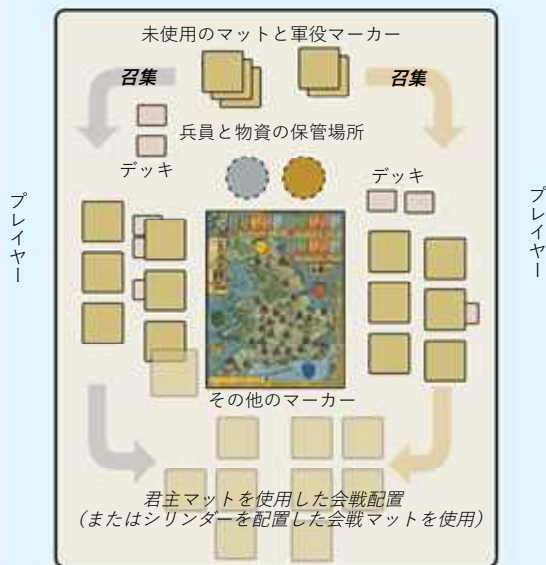 未使用のマットと軍役マーカー
召集
召集
兵員と物資の保管場所
デッキ
デッキ
プレイヤー
プレイヤー
その他のマーカー
君主マットを使用した会戦配置
(またはシリンダーを配置した会戦マットを使用)